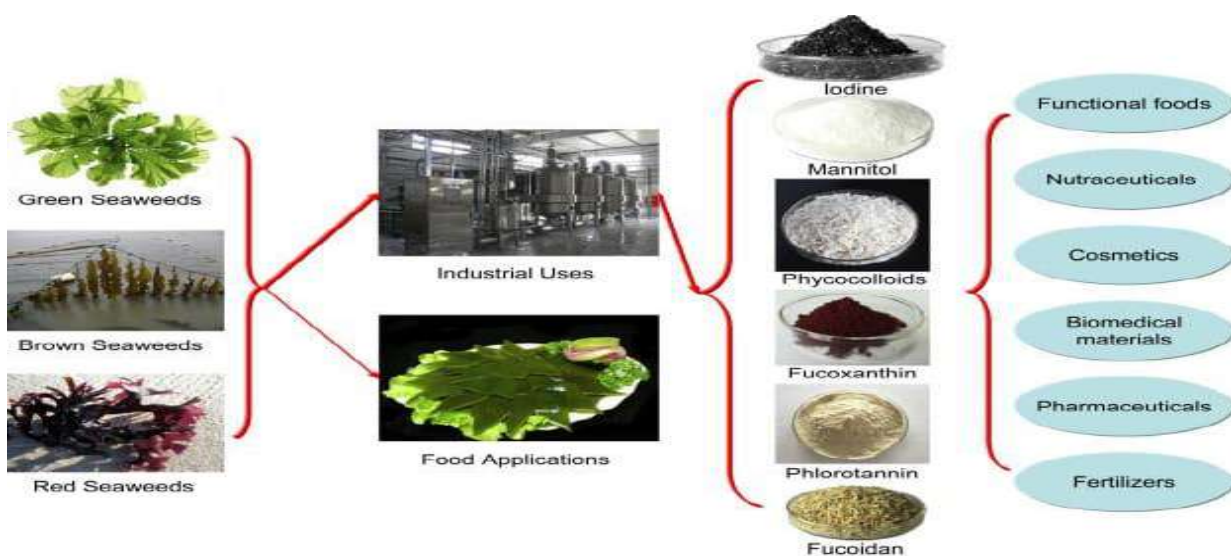 Green Seaweeds
Brown Seaweeds
Red Seaweeds
Industrial Uses
Food Applications
Iodine
Mannitol
Phycocolloids
Fucoxanthin
Phlorotannin
Fucoidan
Functional foods
Nutraceuticals
Cosmetics
Biomedical
materials
Pharmaceuticals
Fertilizers